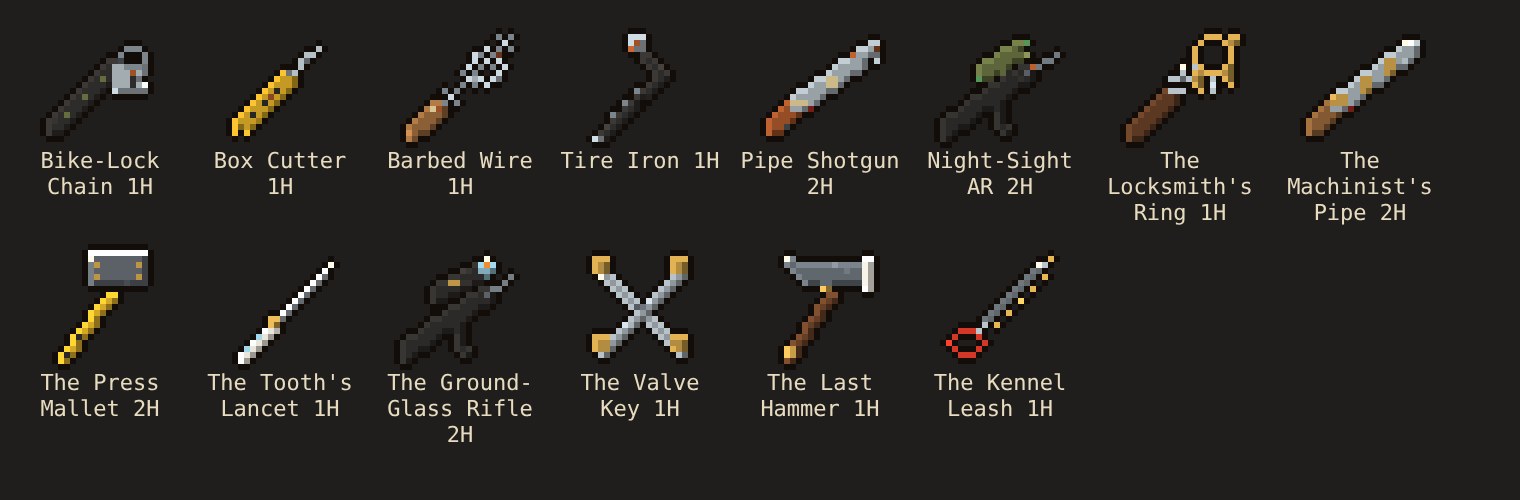 Bike-Lock
Chain 1H
Box Cutter
1H
Barbed Wire
1H
Tire Iron 1H
Pipe Shotgun
2H
Night-Sight
AR 2H
The
Locksmith's
Ring 1H
The
Machinist's
Pipe 2H
The Press
Mallet 2H
The Tooth's
Lancet 1H
The Ground-
Glass Rifle
2H
The Valve
Key 1H
The Last
Hammer 1H
The Kennel
Leash 1H